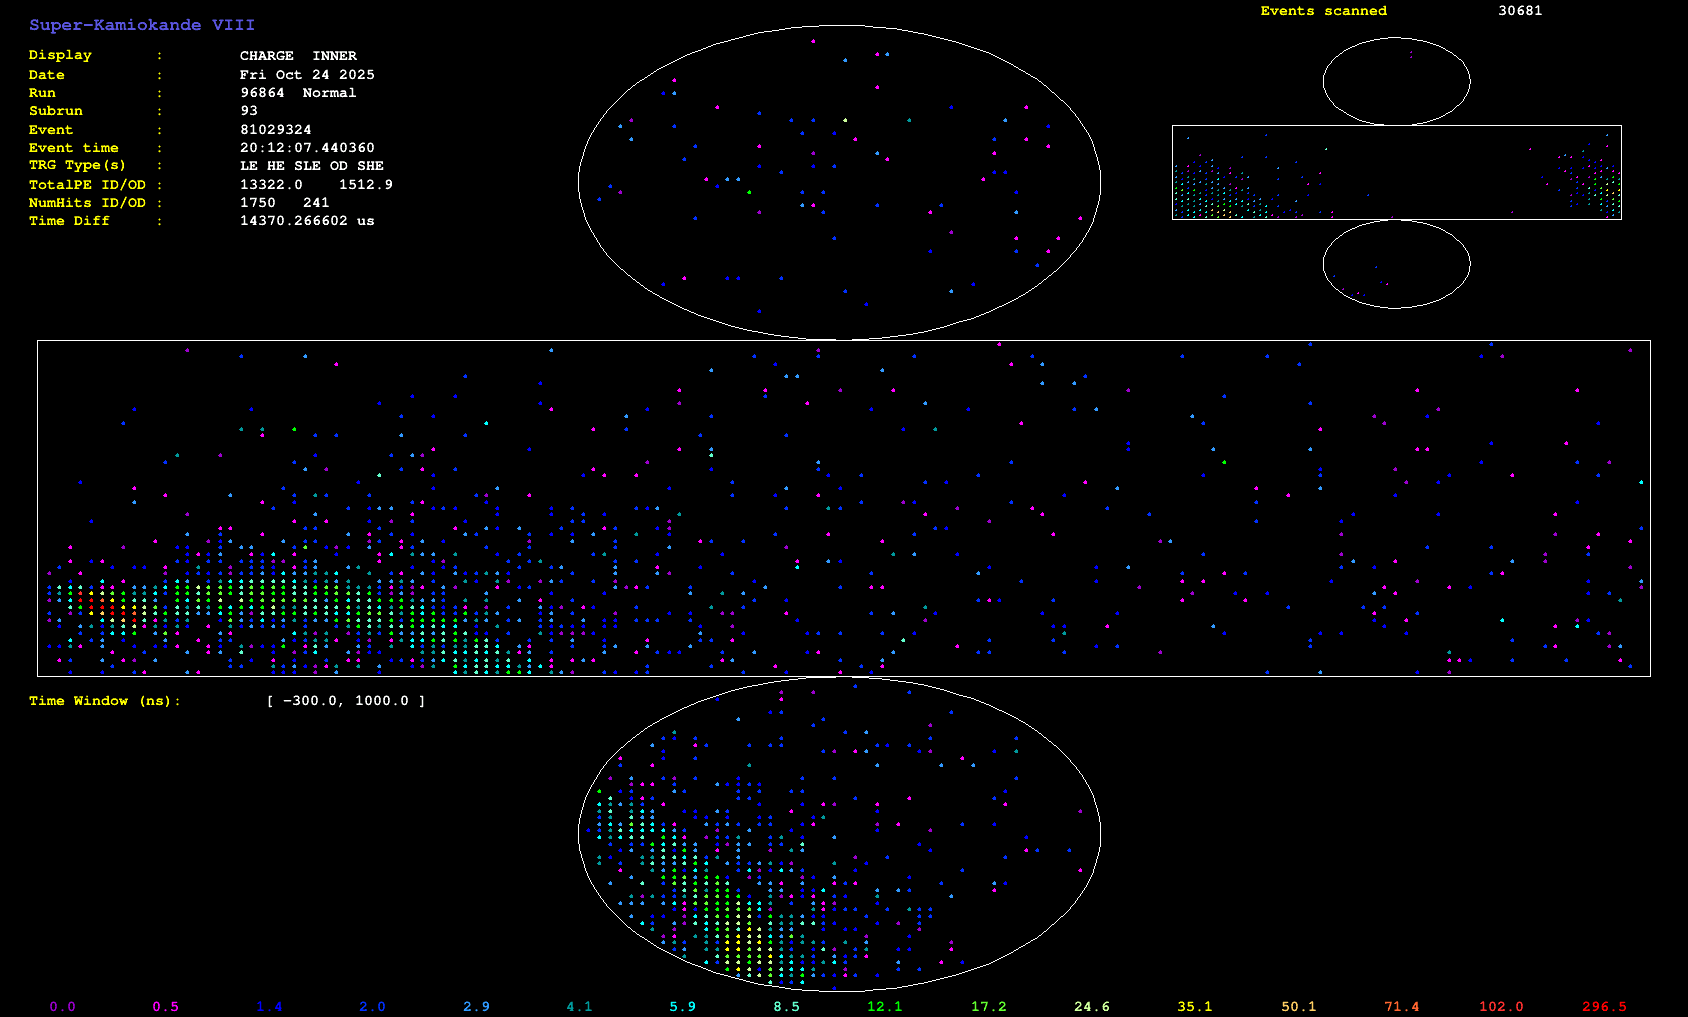 Super-Kamiokande VIII
Events scanned 30681
Display : CHARGE INNER
Date : Fri Oct 24 2025
Run : 96864 Normal
Subrun : 93
Event : 81029324
Event time : 20:12:07.440360
TRG Type(s) : LE HE SLE OD SHE
TotalPE ID/OD : 13322.0 1512.9
NumHits ID/OD : 1750 241
Time Diff : 14370.266602 us
Time Window (ns): [ -300.0, 1000.0 ]
0.0 0.5 1.4 2.0 2.9 4.1 5.9 8.5 12.1 17.2 24.6 35.1 50.1 71.4 102.0 296.5